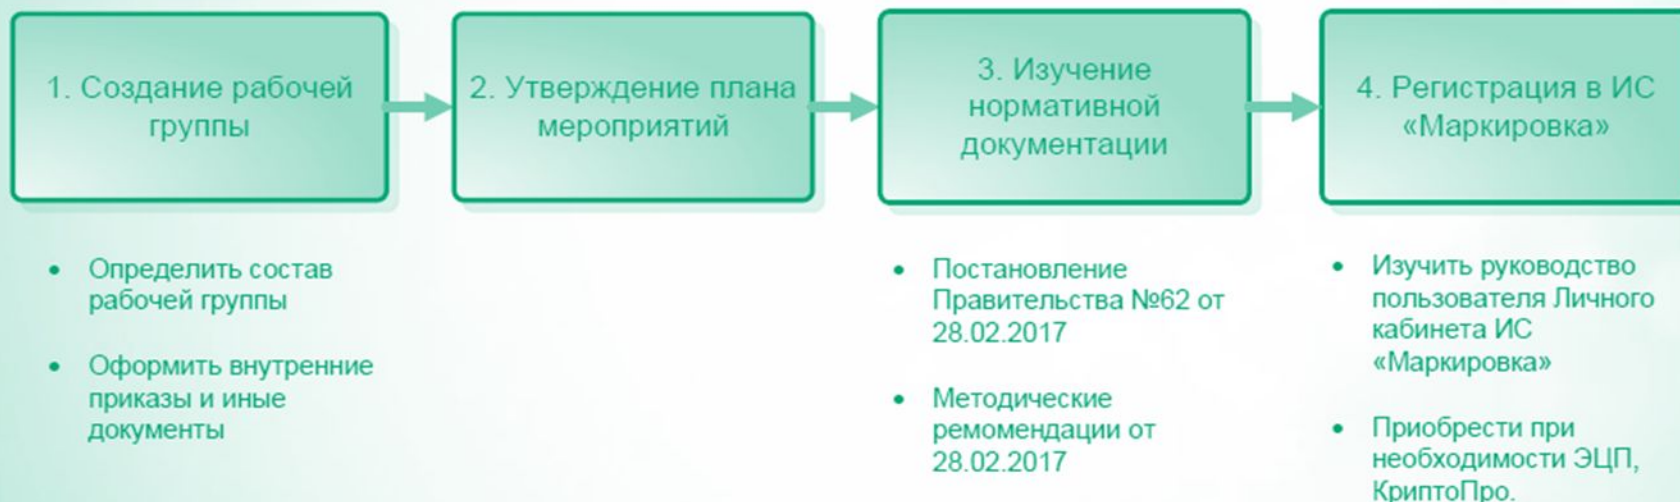 1. Создание рабочей
группы
2. Утверждение плана
мероприятий
3. Изучение
нормативной
документации
4. Регистрация в ИС
«Маркировка»
• Определить состав
рабочей группы
• Оформить внутренние
приказы и иные
документы
• Постановление
Правительства №62 от
28.02.2017
• Методические
ремомендации от
28.02.2017
• Изучить руководство
пользователя Личного
кабинета ИС
«Маркировка»
• Приобрести при
необходимости ЭЦП,
КриптоПро.